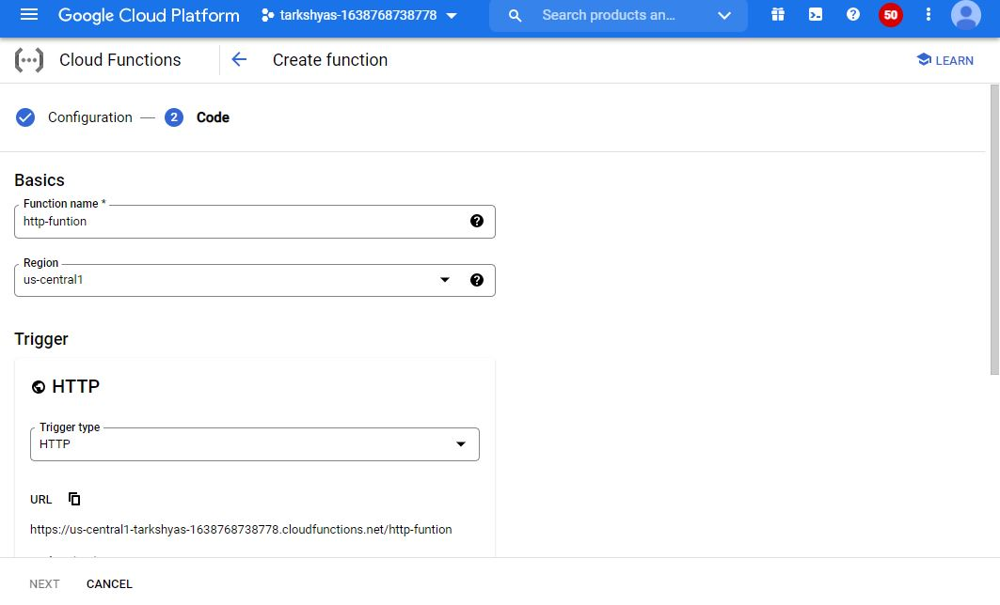 Google Cloud Platform
tarkshyas-1638768738778
Search products an...
50
Cloud Functions
Create function
LEARN
Configuration
2
Code
Basics
Function name *
http-funtion
Region
us-central1
Trigger
HTTP
Trigger type
HTTP
URL
https://us-central1-tarkshyas-1638768738778.cloudfunctions.net/http-funtion
NEXT
CANCEL